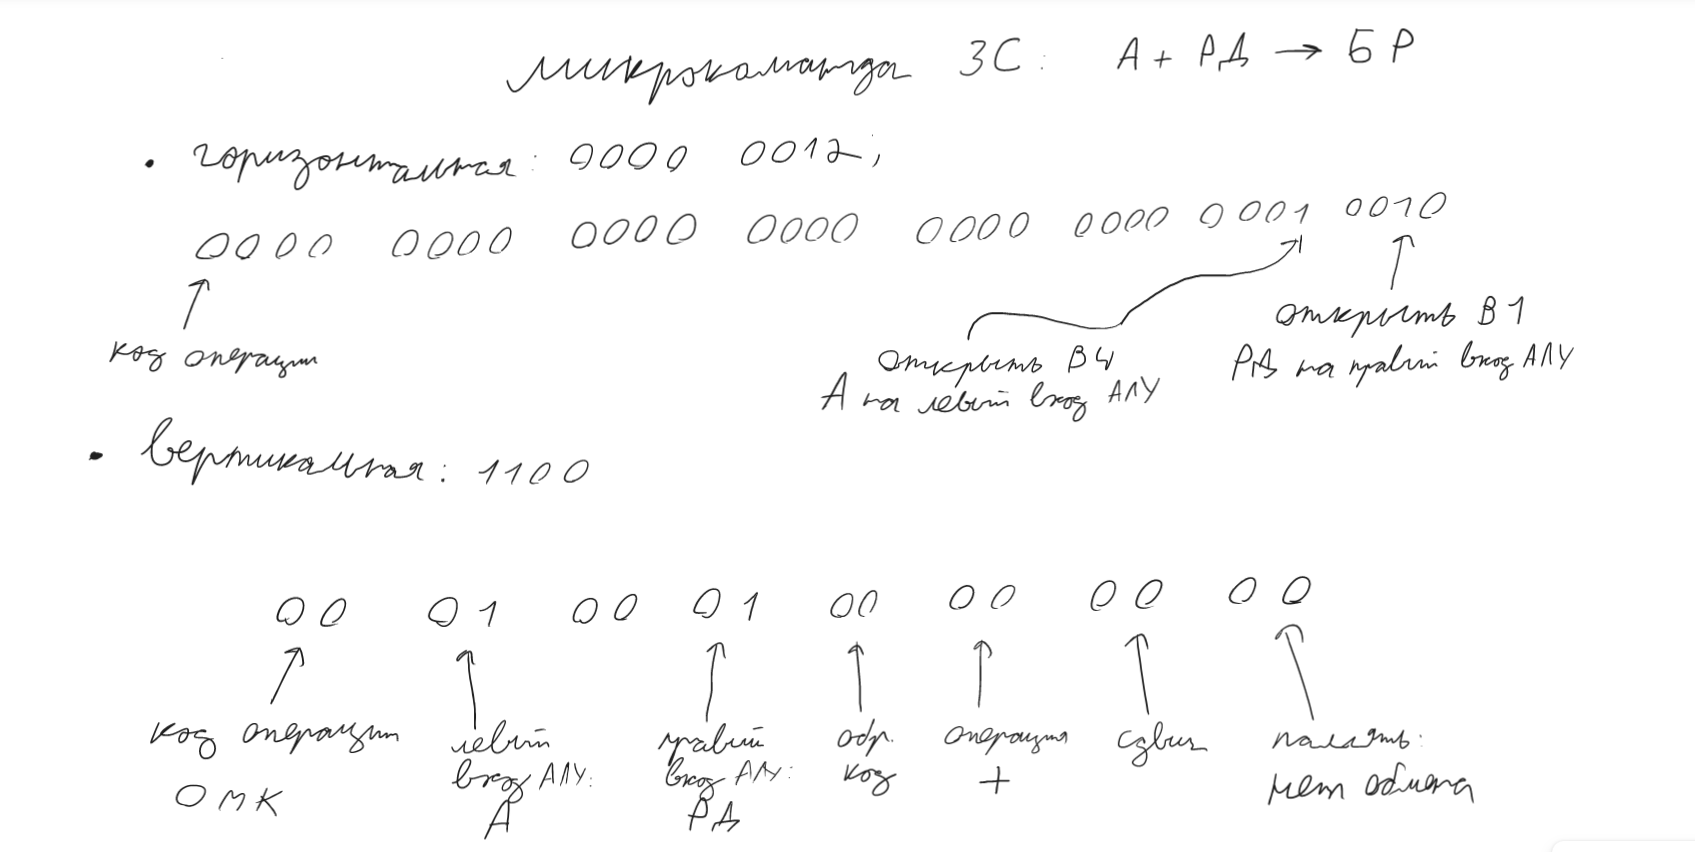 микрокоманда 3С: А + РД → БР
• горизонтальная: 0000 0012;
0000 0000 0000 0000 0000 0000 0001 0010
код операции
открыть В4
А на левый вход АЛУ
открыть В1
РД на правый вход АЛУ
• вертикальная: 1100
00 01 00 01 00 00 00 00
код операции
ОМК
левый
вход АЛУ:
А
правый
вход АЛУ:
РД
обр.
код
операция
+
сдвиг
память:
нет обмена